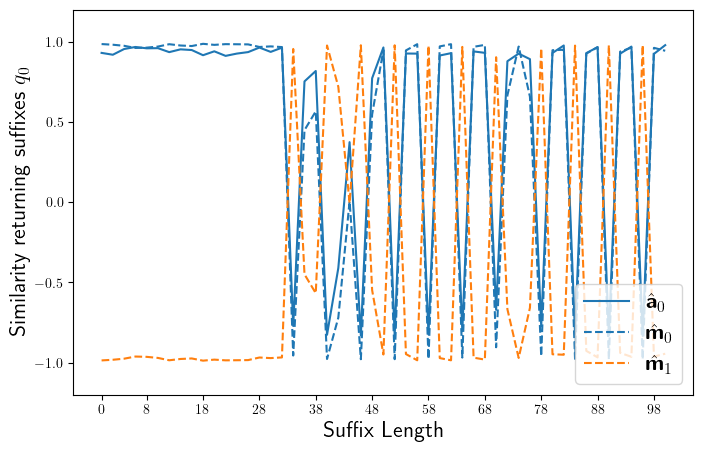 Similarity returning suffixes q₀
1.0
0.5
0.0
−0.5
−1.0
0 8 18 28 38 48 58 68 78 88 98
Suffix Length
â₀
m̂₀
m̂₁